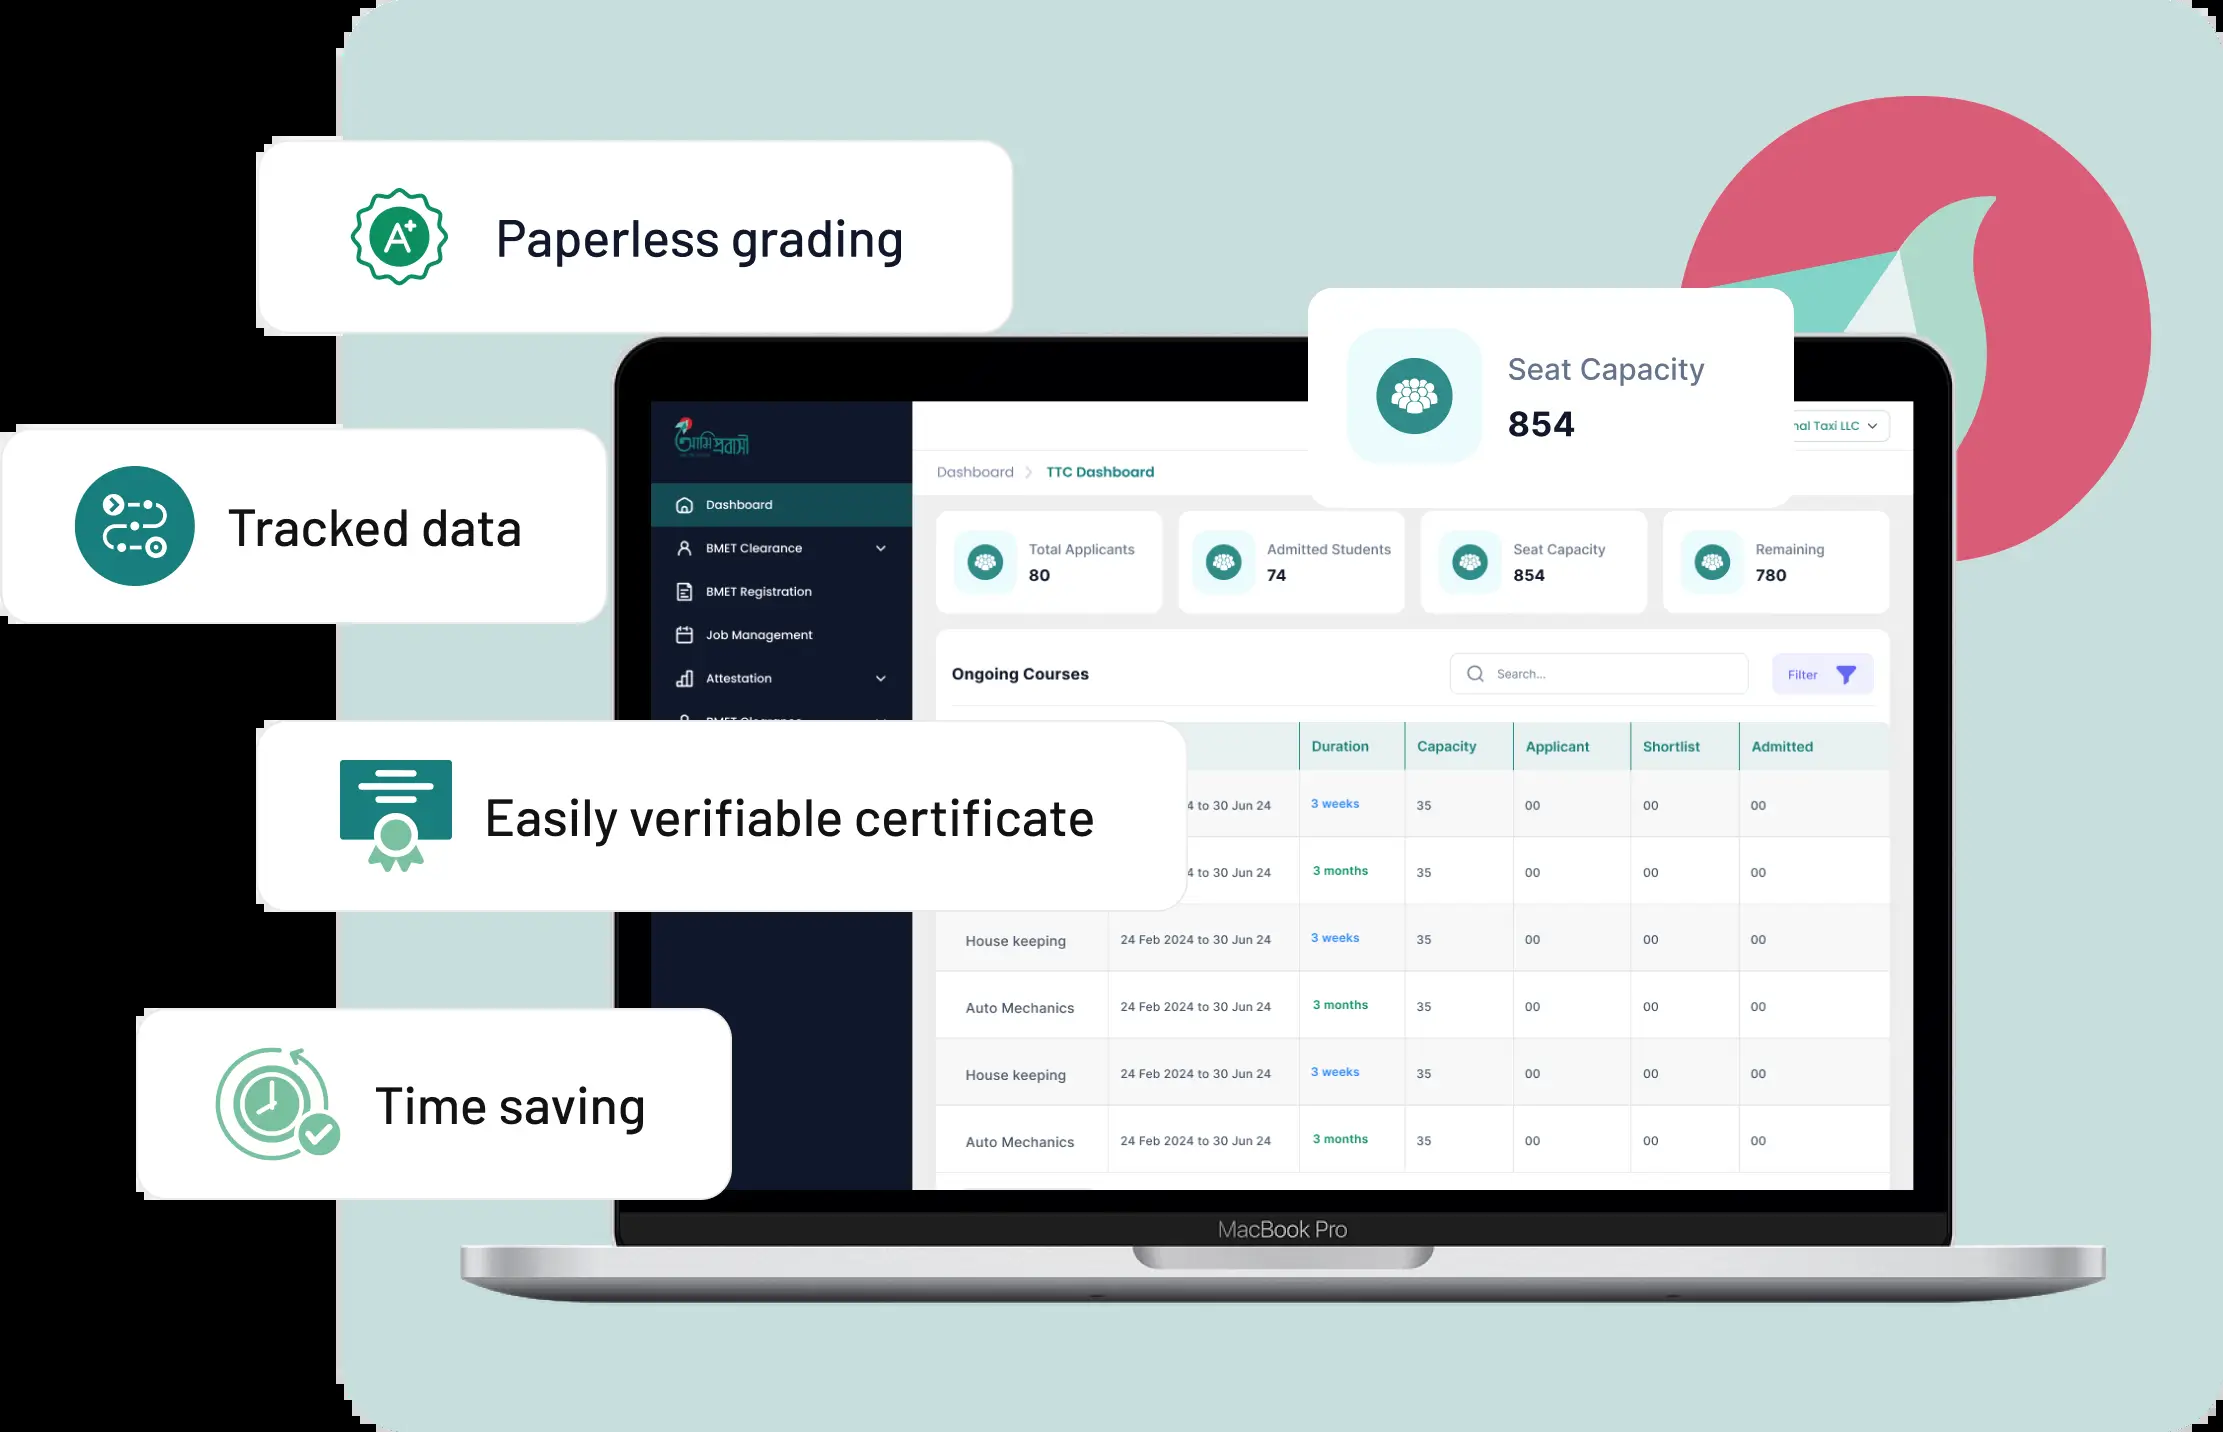 Paperless grading
Seat Capacity
854
আমি প্রবাসী
nal Taxi LLC
Dashboard
TTC Dashboard
Tracked data
Dashboard
BMET Clearance
BMET Registration
Job Management
Attestation
BMET Clearance
Total Applicants
80
Admitted Students
74
Seat Capacity
854
Remaining
780
Ongoing Courses
Search...
Filter
Easily verifiable certificate
Duration Capacity Applicant Shortlist Admitted
4 to 30 Jun 24 3 weeks 35 00 00 00
4 to 30 Jun 24 3 months 35 00 00 00
House keeping 24 Feb 2024 to 30 Jun 24 3 weeks 35 00 00 00
Auto Mechanics 24 Feb 2024 to 30 Jun 24 3 months 35 00 00 00
House keeping 24 Feb 2024 to 30 Jun 24 3 weeks 35 00 00 00
Auto Mechanics 24 Feb 2024 to 30 Jun 24 3 months 35 00 00 00
Time saving
MacBook Pro